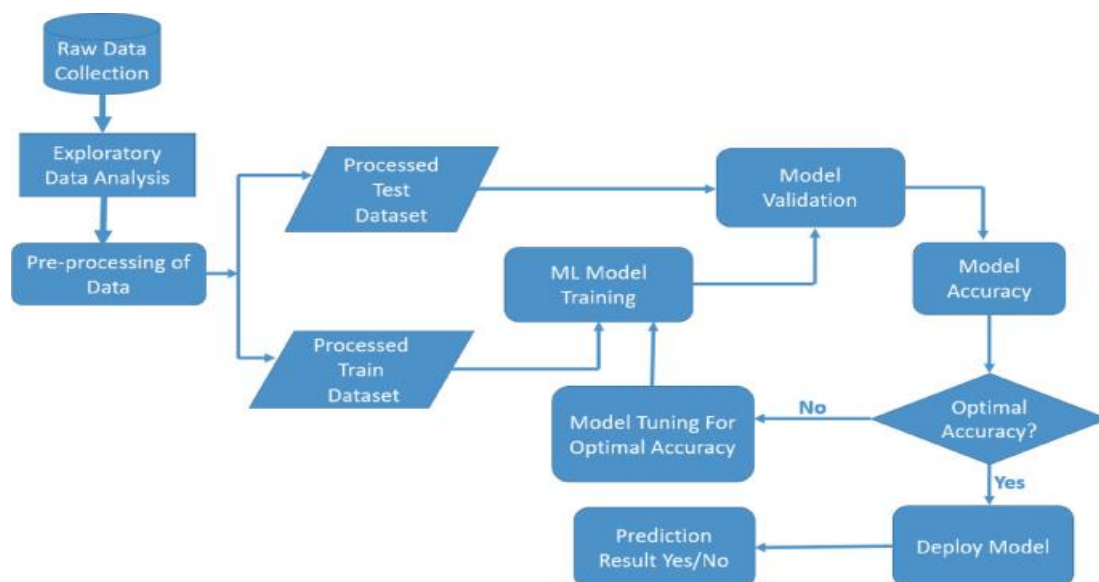 Raw Data
Collection
Exploratory
Data Analysis
Pre-processing of
Data
Processed
Test
Dataset
Processed
Train
Dataset
ML Model
Training
Model
Validation
Model
Accuracy
Optimal
Accuracy?
No
Model Tuning For
Optimal Accuracy
Yes
Deploy Model
Prediction
Result Yes/No